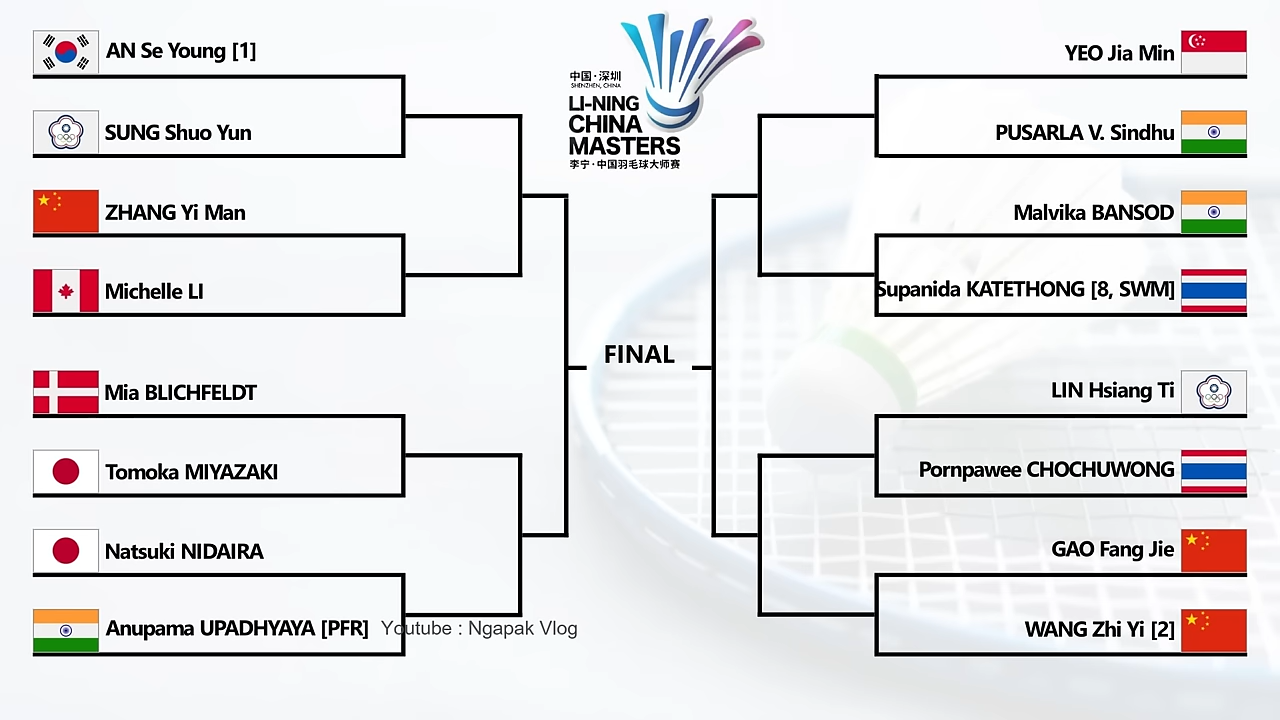 AN Se Young [1]
SUNG Shuo Yun
ZHANG Yi Man
Michelle LI
Mia BLICHFELDT
Tomoka MIYAZAKI
Natsuki NIDAIRA
Anupama UPADHYAYA [PFR]
Youtube : Ngapak Vlog
中国·深圳
SHENZHEN, CHINA
LI-NING
CHINA
MASTERS
李宁·中国羽毛球大师赛
FINAL
YEO Jia Min
PUSARLA V. Sindhu
Malvika BANSOD
Supanida KATETHONG [8, SWM]
LIN Hsiang Ti
Pornpawee CHOCHUWONG
GAO Fang Jie
WANG Zhi Yi [2]